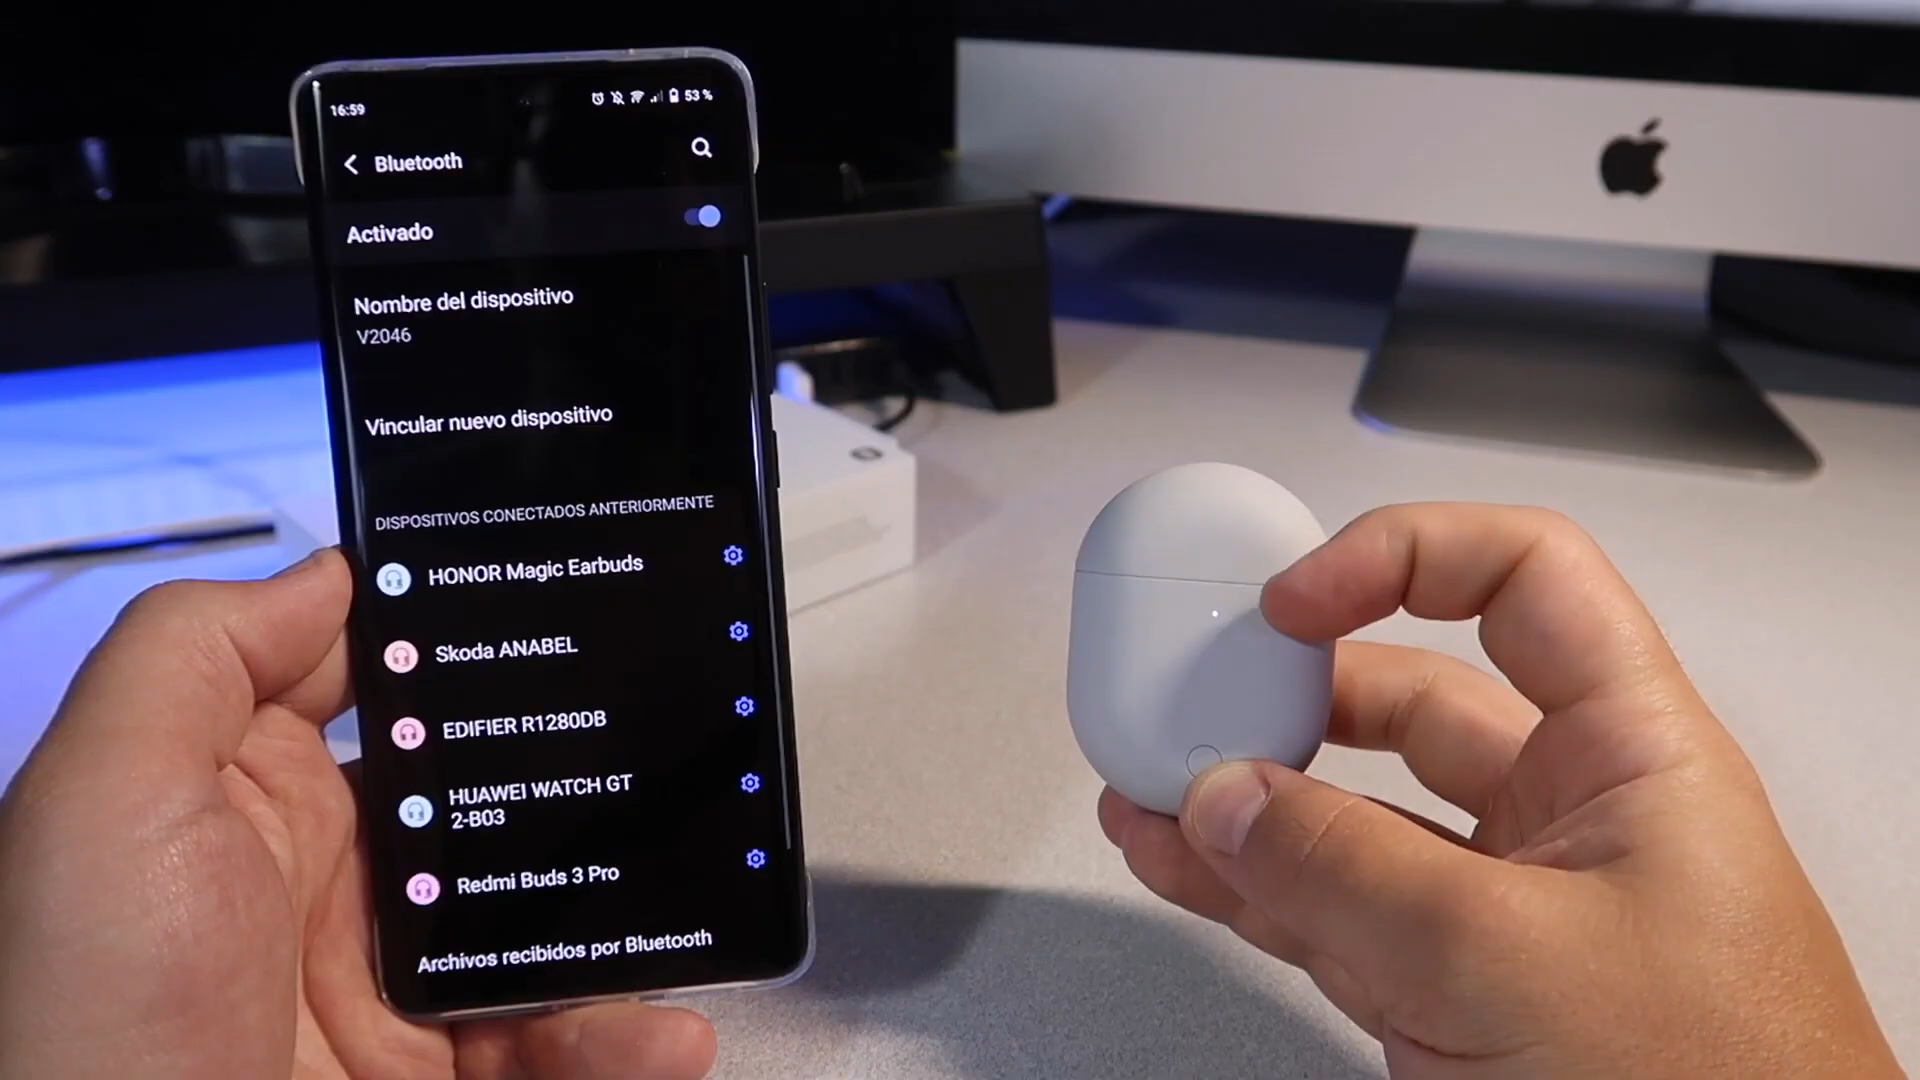 16:59
53 %
Bluetooth
Activado
Nombre del dispositivo
V2046
Vincular nuevo dispositivo
DISPOSITIVOS CONECTADOS ANTERIORMENTE
HONOR Magic Earbuds
Skoda ANABEL
EDIFIER R1280DB
HUAWEI WATCH GT
2-B03
Redmi Buds 3 Pro
Archivos recibidos por Bluetooth